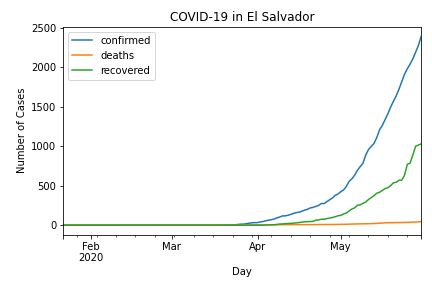 COVID-19 in El Salvador
confirmed
deaths
recovered
2500
2000
1500
1000
500
0
Number of Cases
Feb
2020
Mar
Apr
May
Day